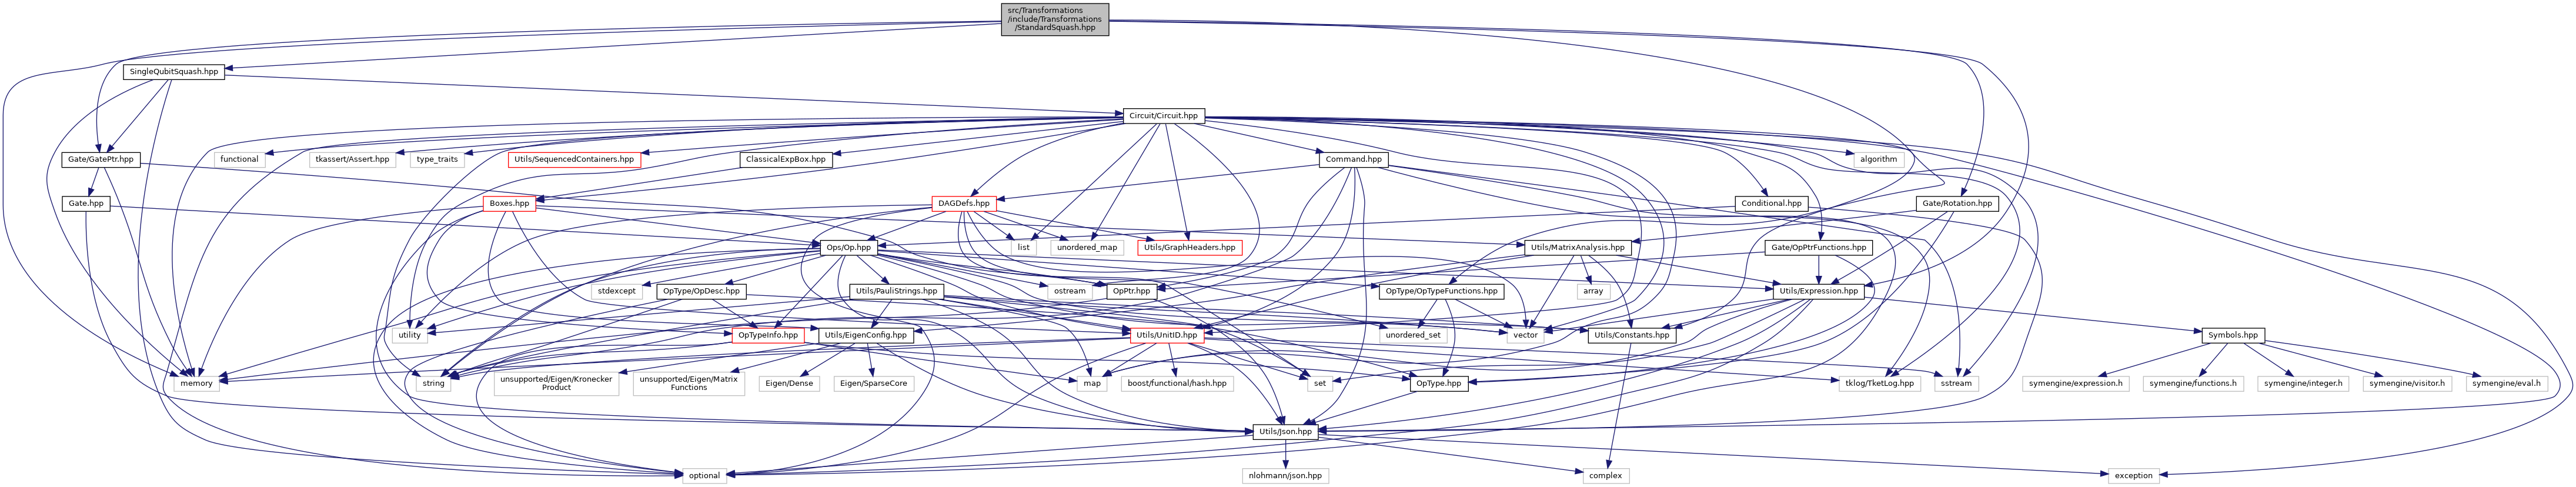 src/Transformations
/include/Transformations
/StandardSquash.hpp
SingleQubitSquash.hpp
Circuit/Circuit.hpp
Gate/GatePtr.hpp
functional
tkassert/Assert.hpp
type_traits
Utils/SequencedContainers.hpp
ClassicalExpBox.hpp
Command.hpp
algorithm
Gate.hpp
Boxes.hpp
DAGDefs.hpp
Conditional.hpp
Gate/Rotation.hpp
Ops/Op.hpp
list
unordered_map
Utils/GraphHeaders.hpp
Utils/MatrixAnalysis.hpp
Gate/OpPtrFunctions.hpp
stdexcept
OpType/OpDesc.hpp
Utils/PauliStrings.hpp
ostream
OpPtr.hpp
OpType/OpTypeFunctions.hpp
array
Utils/Expression.hpp
utility
OpTypeInfo.hpp
Utils/EigenConfig.hpp
Utils/UnitID.hpp
unordered_set
vector
Utils/Constants.hpp
Symbols.hpp
memory
string
unsupported/Eigen/Kronecker
Product
unsupported/Eigen/Matrix
Functions
Eigen/Dense
Eigen/SparseCore
map
boost/functional/hash.hpp
set
OpType.hpp
tklog/TketLog.hpp
sstream
symengine/expression.h
symengine/functions.h
symengine/integer.h
symengine/visitor.h
symengine/eval.h
Utils/Json.hpp
optional
nlohmann/json.hpp
complex
exception